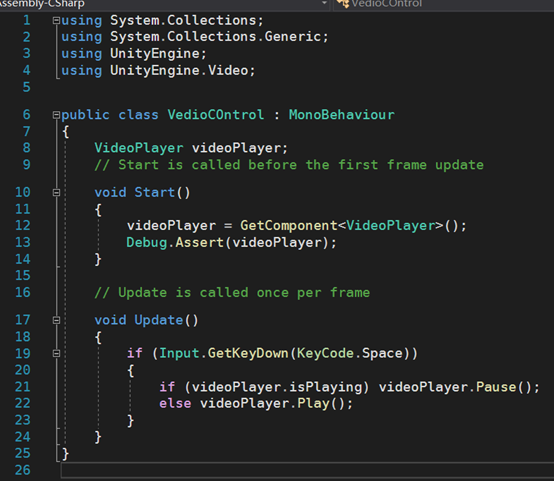 Assembly-CSharp VedioCOntrol
1 using System.Collections;
2 using System.Collections.Generic;
3 using UnityEngine;
4 using UnityEngine.Video;
5
6 public class VedioCOntrol : MonoBehaviour
7 {
8 VideoPlayer videoPlayer;
9 // Start is called before the first frame update
10 void Start()
11 {
12 videoPlayer = GetComponent<VideoPlayer>();
13 Debug.Assert(videoPlayer);
14 }
15
16 // Update is called once per frame
17 void Update()
18 {
19 if (Input.GetKeyDown(KeyCode.Space))
20 {
21 if (videoPlayer.isPlaying) videoPlayer.Pause();
22 else videoPlayer.Play();
23 }
24 }
25 }
26